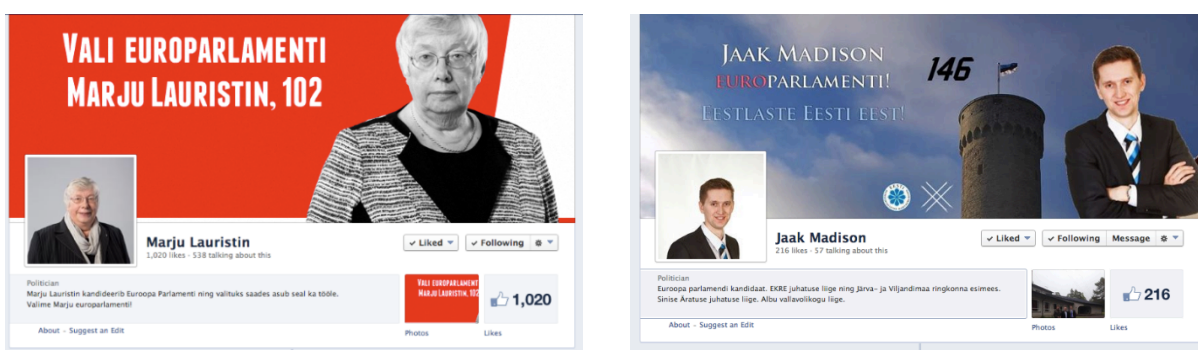 VALI EUROPARLAMENTI
MARJU LAURISTIN, 102
Marju Lauristin
1,020 likes · 538 talking about this
✓ Liked
✓ Following
Politician
Marju Lauristin kandideerib Euroopa Parlamenti ning valituks saades asub seal ka tööle.
Valime Marju europarlamenti!
About - Suggest an Edit
VALI EUROPARLAMENT
MARJU LAURISTIN, 102
Photos
1,020
Likes
JAAK MADISON
EUROPARLAMENTI!
EESTLASTE EESTI EEST!
146
Jaak Madison
216 likes · 57 talking about this
✓ Liked
✓ Following
Message
Politician
Euroopa parlamendi kandidaat. EKRE juhatuse liige ning Järva- ja Viljandimaa ringkonna esimees.
Sinise Äratuse juhatuse liige. Albu vallavolikogu liige.
About - Suggest an Edit
Photos
216
Likes